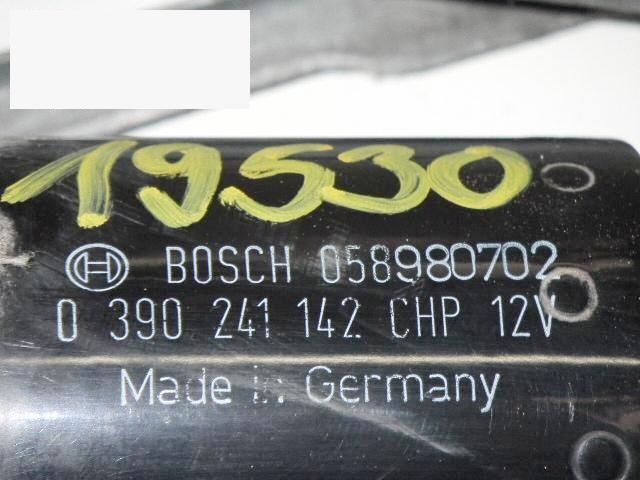 19530
BOSCH 058980702
0 390 241 142 CHP 12V
Made in Germany